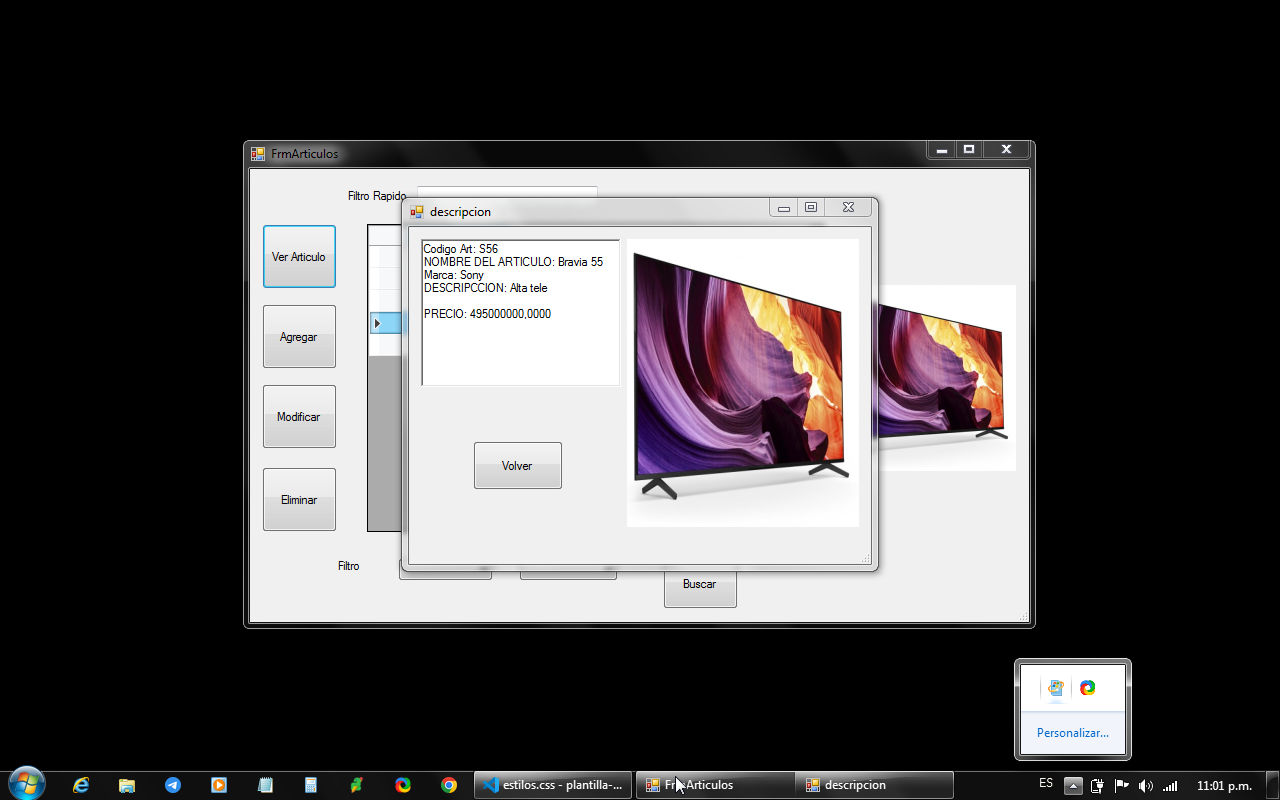 FrmArticulos
Filtro Rapido
descripcion
Ver Articulo
Agregar
Modificar
Eliminar
Codigo Art: S56
NOMBRE DEL ARTICULO: Bravia 55
Marca: Sony
DESCRIPCCION: Alta tele
PRECIO: 495000000,0000
Volver
Filtro
Buscar
Personalizar...
estilos.css - plantilla-...
FrmArticulos
descripcion
ES
11:01 p.m.